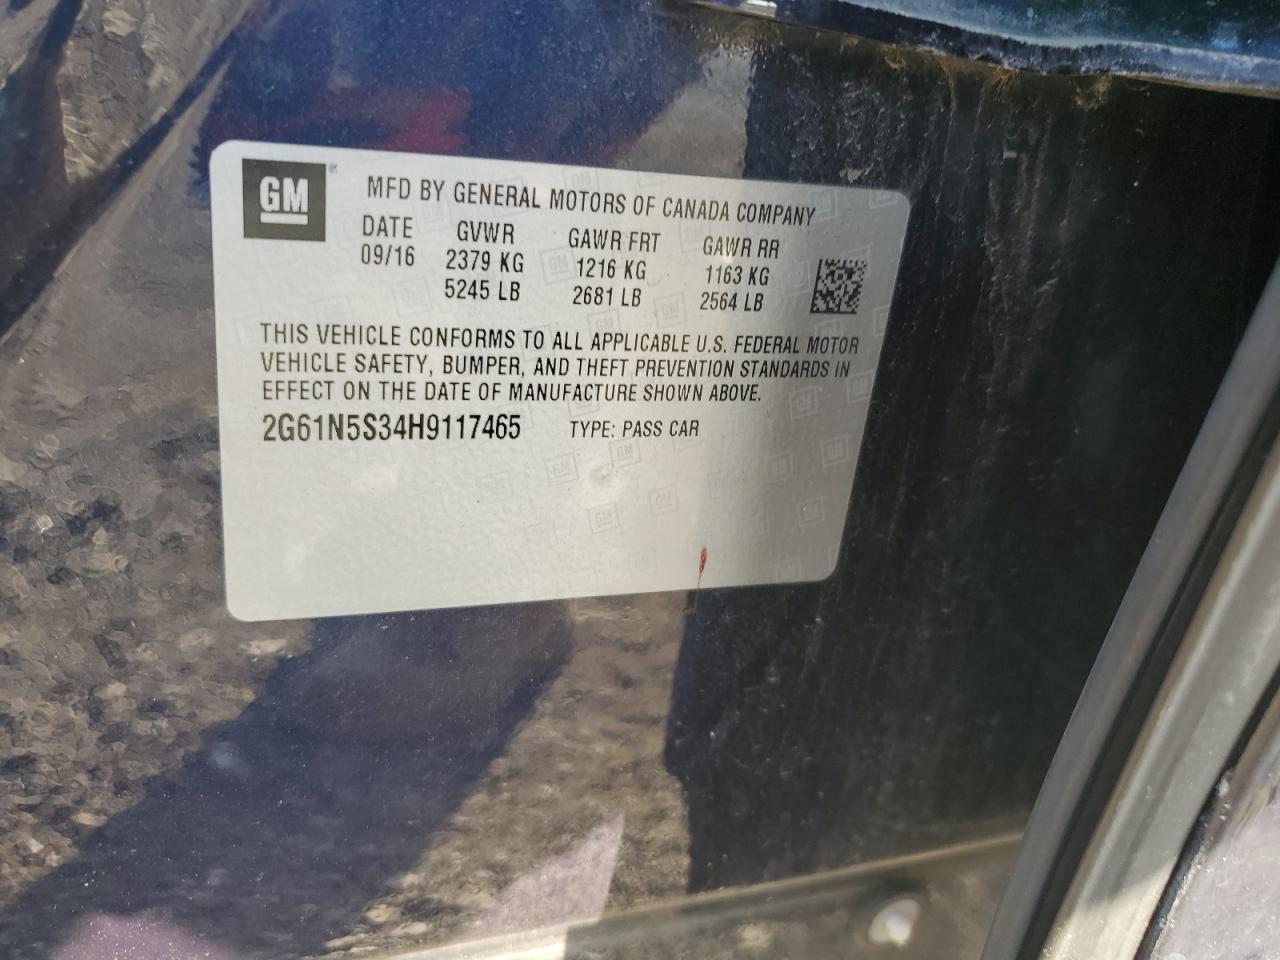 GM
MFD BY GENERAL MOTORS OF CANADA COMPANY
DATE GVWR GAWR FRT GAWR RR
09/16 2379 KG 1216 KG 1163 KG
5245 LB 2681 LB 2564 LB
THIS VEHICLE CONFORMS TO ALL APPLICABLE U.S. FEDERAL MOTOR
VEHICLE SAFETY, BUMPER, AND THEFT PREVENTION STANDARDS IN
EFFECT ON THE DATE OF MANUFACTURE SHOWN ABOVE.
2G61N5S34H9117465 TYPE: PASS CAR